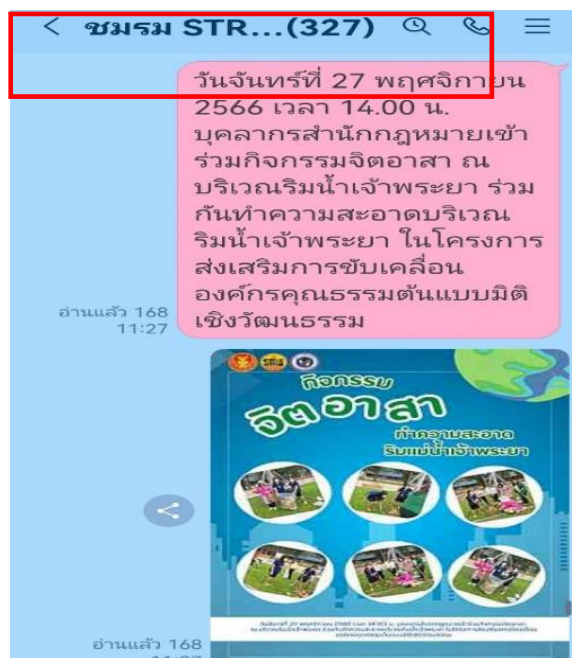 ชมรม STR...(327)
วันจันทร์ที่ 27 พฤศจิกายน
2566 เวลา 14.00 น.
บุคลากรสำนักกฎหมายเข้า
ร่วมกิจกรรมจิตอาสา ณ
บริเวณริมน้ำเจ้าพระยา ร่วม
กันทำความสะอาดบริเวณ
ริมน้ำเจ้าพระยา ในโครงการ
ส่งเสริมการขับเคลื่อน
องค์กรคุณธรรมต้นแบบมิติ
เชิงวัฒนธรรม
อ่านแล้ว 168
11:27
กิจกรรม
จิตอาสา
ทำความสะอาด
ริมแม่น้ำเจ้าพระยา
อ่านแล้ว 168